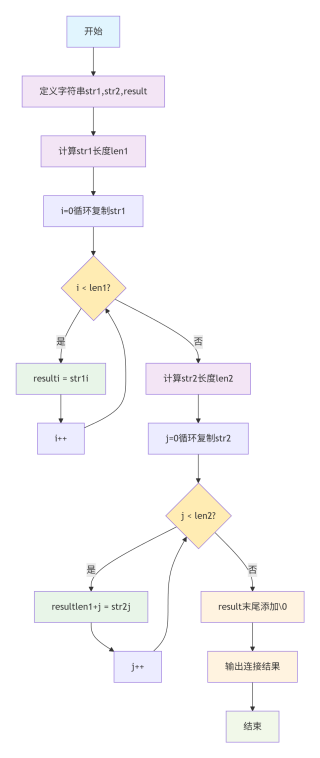 开始
定义字符串str1,str2,result
计算str1长度len1
i=0循环复制str1
i < len1?
是
否
resulti = str1i
计算str2长度len2
i++
j=0循环复制str2
j < len2?
是
否
resultlen1+j = str2j
result末尾添加\0
j++
输出连接结果
结束